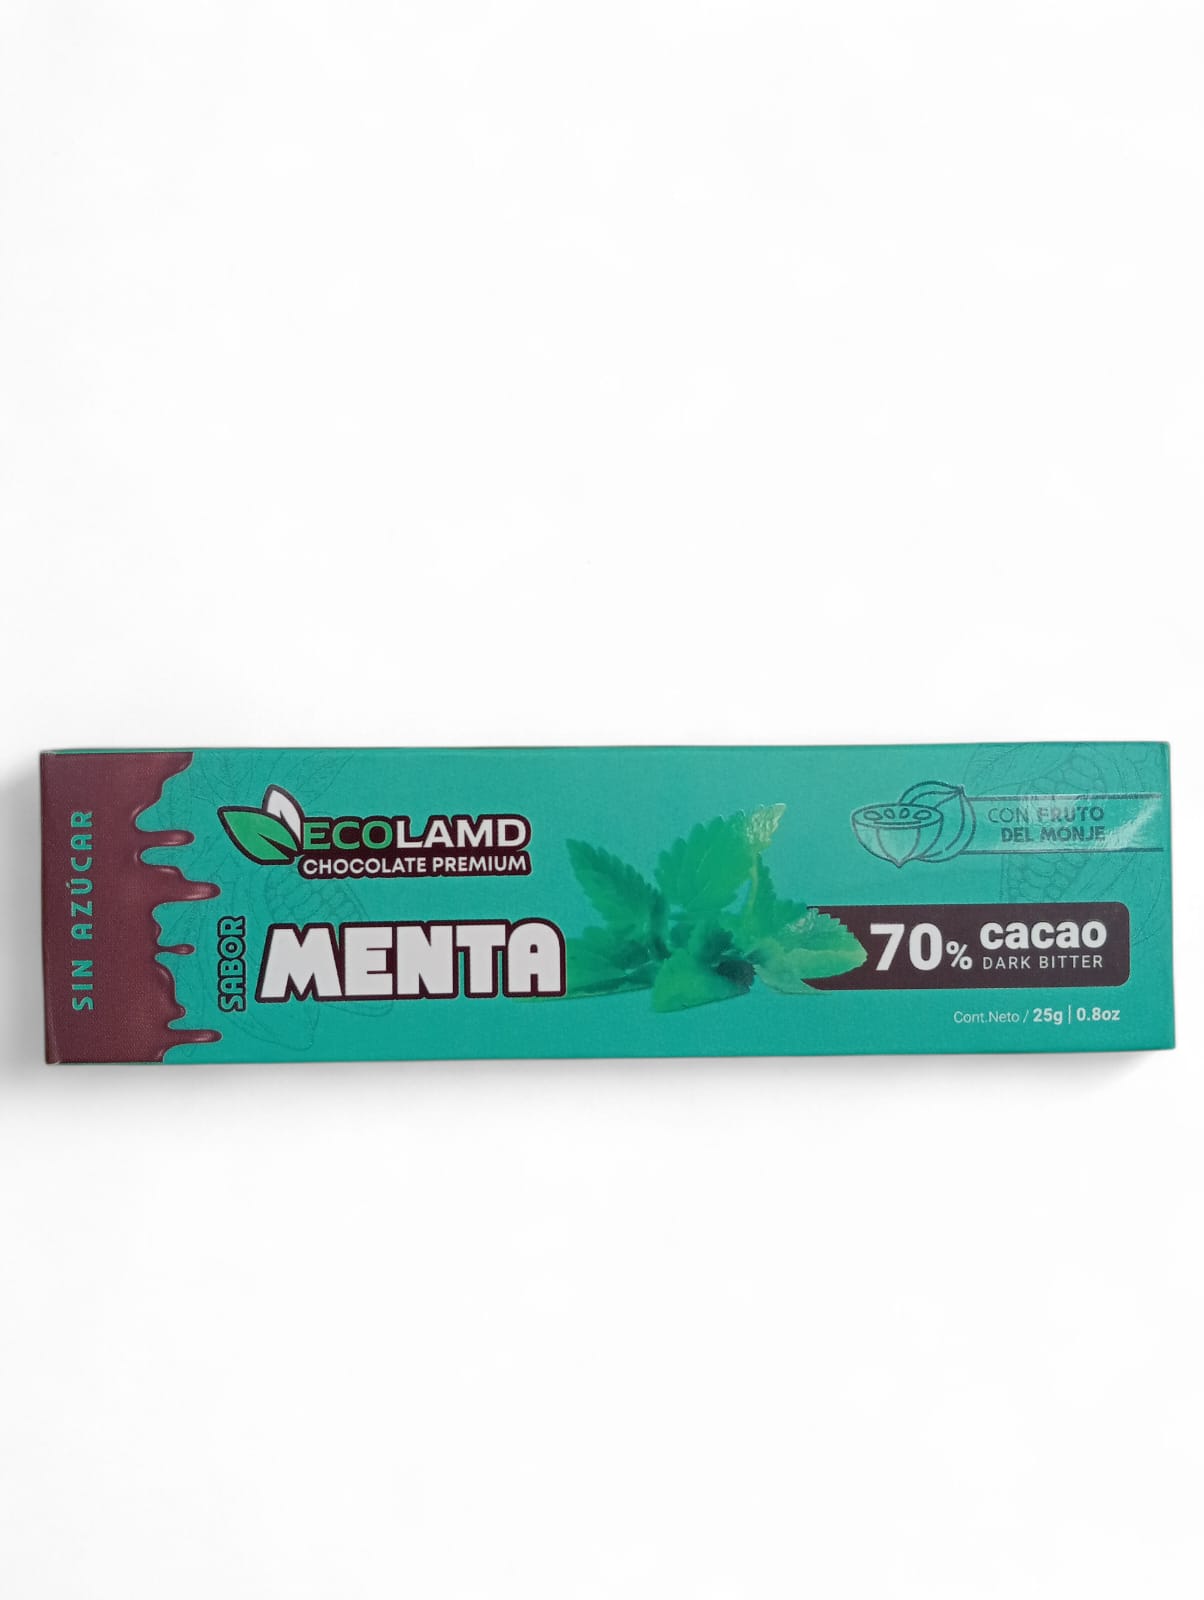 SIN AZÚCAR
ECOLAMD
CHOCOLATE PREMIUM
SABOR
MENTA
CON FRUTO
DEL MONJE
70% cacao
DARK BITTER
Cont.Neto / 25g | 0.8oz